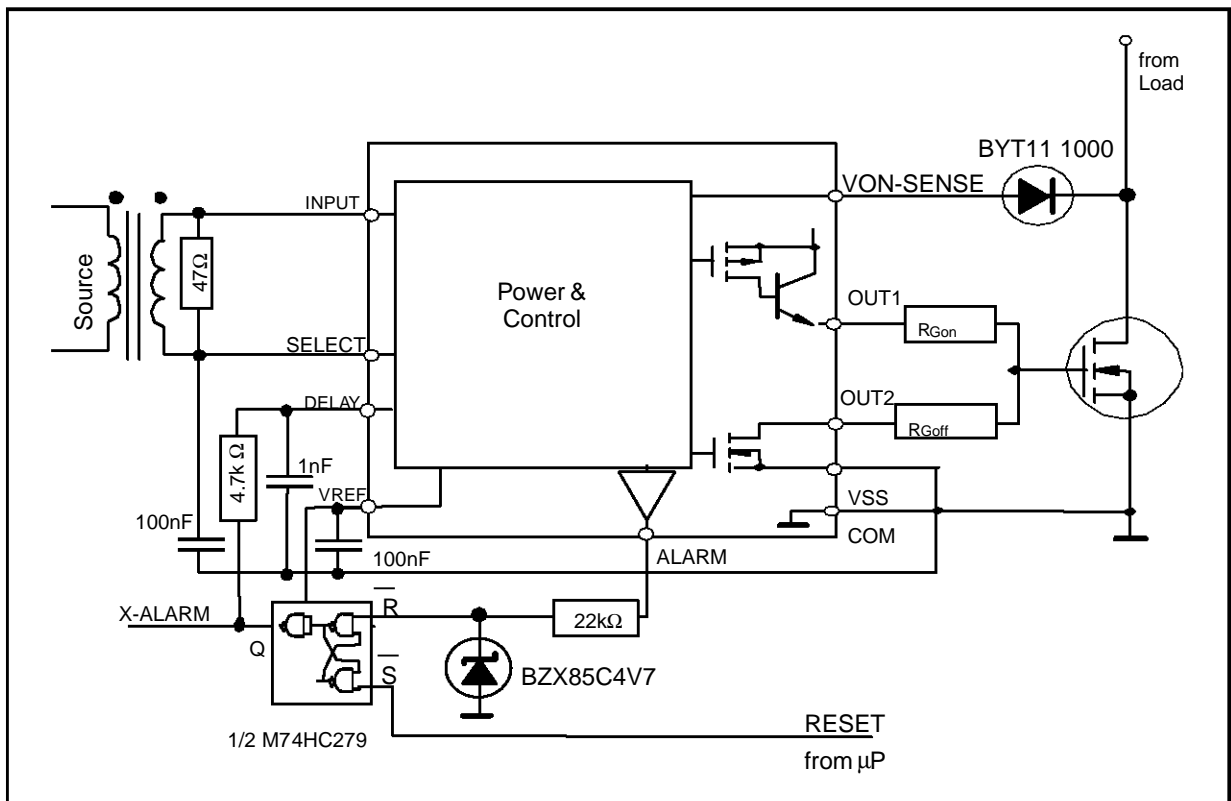 from
Load
BYT11 1000
VON-SENSE
INPUT
Source
47Ω
Power &
Control
OUT1
RGon
SELECT
DELAY
OUT2
RGoff
4.7k Ω
1nF
VREF
100nF
VSS
COM
100nF
ALARM
X-ALARM
R
22kΩ
Q
S
BZX85C4V7
1/2 M74HC279
RESET
from μP